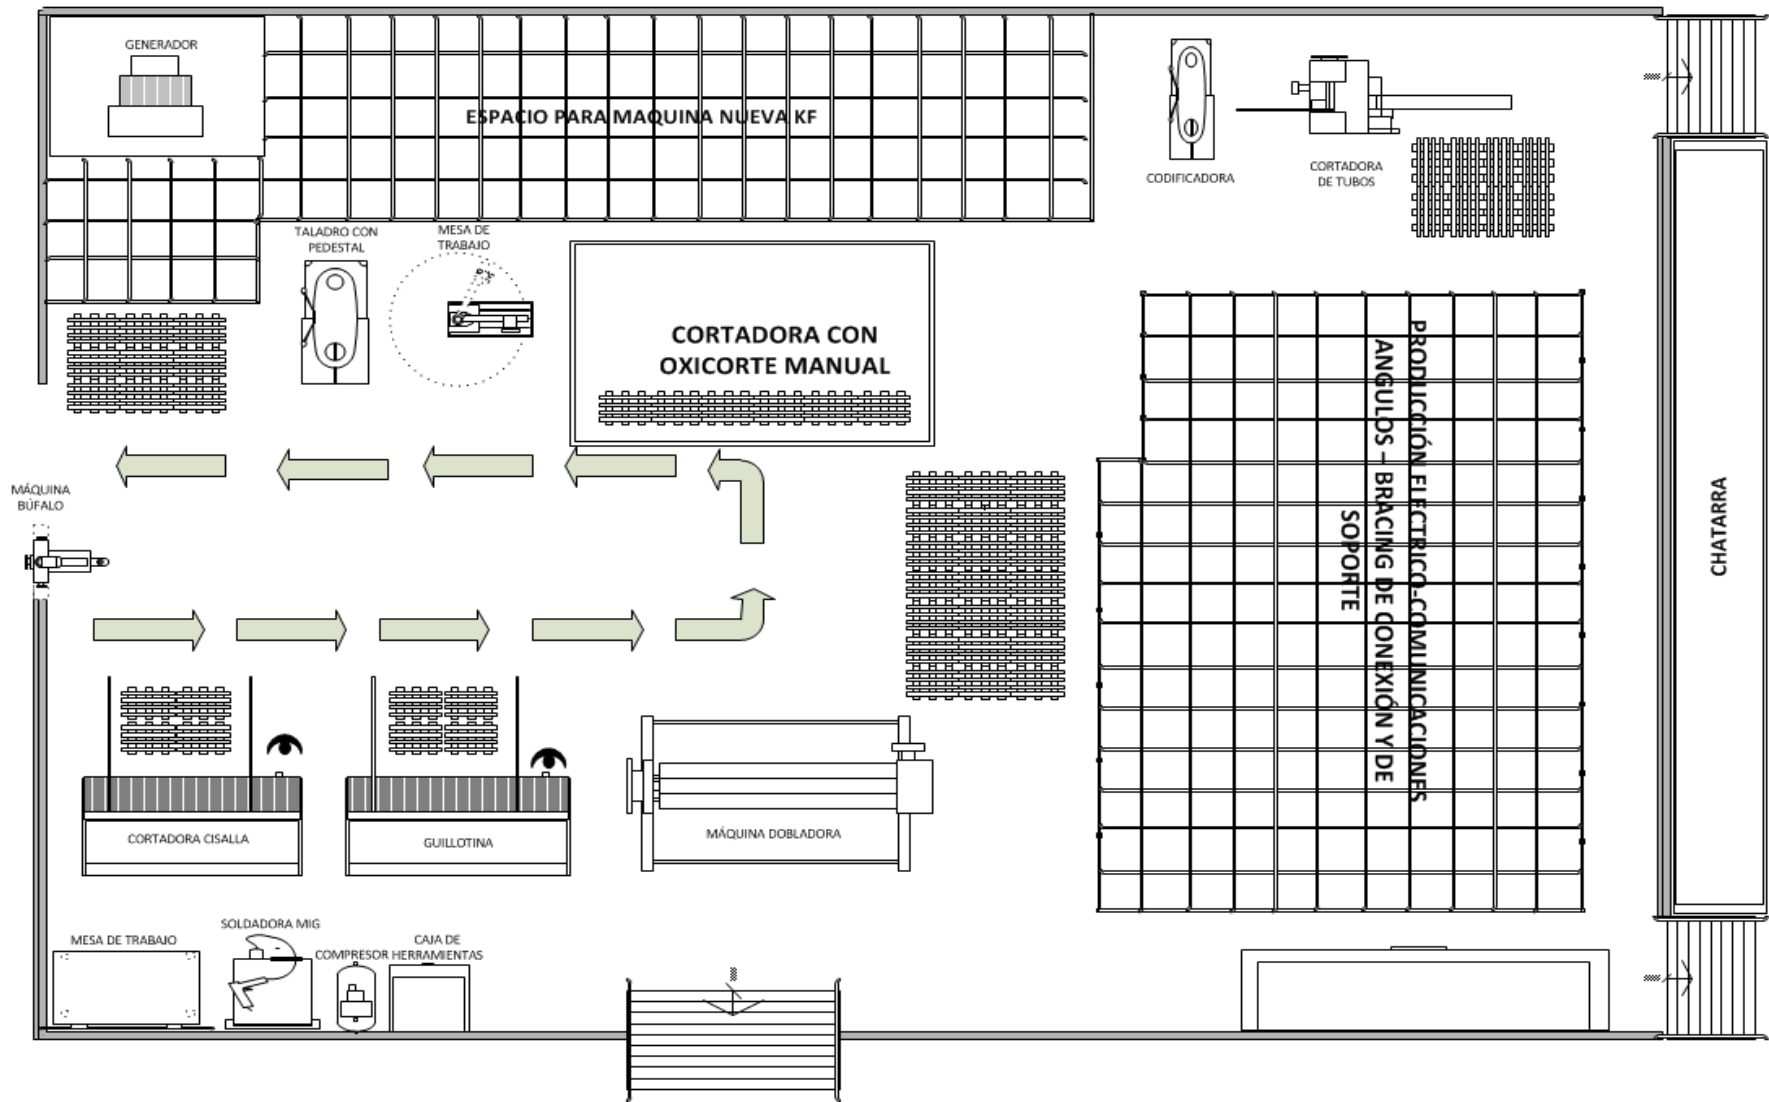 GENERADOR
ESPACIO PARA MAQUINA NUEVA KF
CODIFICADORA
CORTADORA
DE TUBOS
TALADRO CON
PEDESTAL
MESA DE
TRABAJO
CORTADORA CON
OXICORTE MANUAL
PRODUCCIÓN ELECTRICO-COMUNICACIONES
ANGULOS – BRACING DE CONEXIÓN Y DE
SOPORTE
CHATARRA
MÁQUINA
BÚFALO
CORTADORA CISALLA
GUILLOTINA
MÁQUINA DOBLADORA
MESA DE TRABAJO
SOLDADORA MIG
COMPRESOR
CAJA DE
HERRAMIENTAS